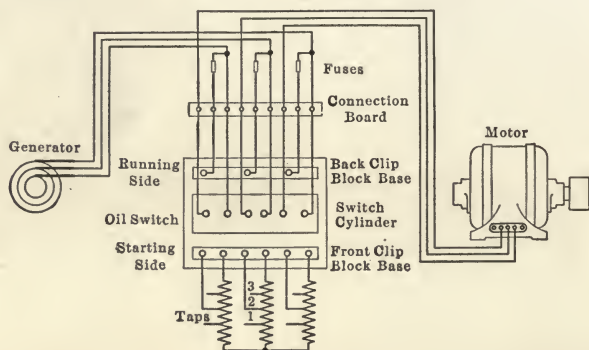 Fuses
Connection
Board
Generator
Motor
Running
Side
Back Clip
Block Base
Oil Switch
Switch
Cylinder
Starting
Side
Front Clip
Block Base
Taps
3
2
1